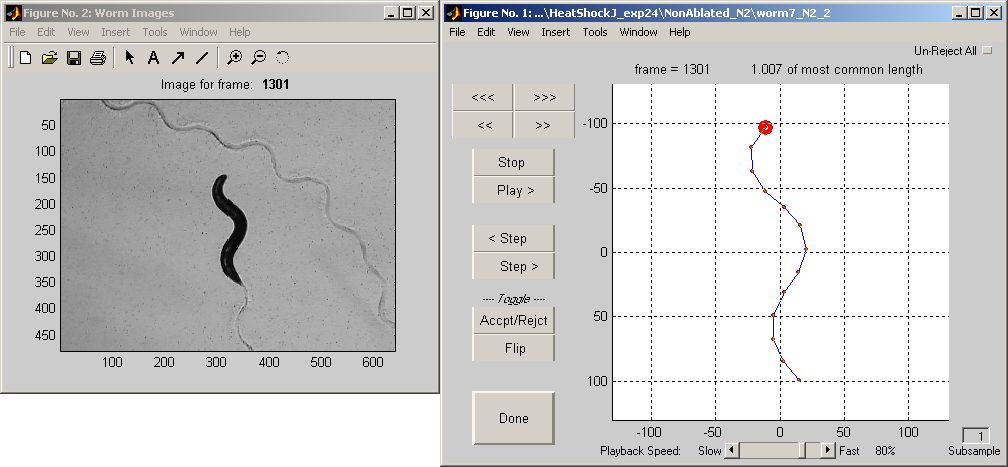 Figure No. 2: Worm Images
File Edit View Insert Tools Window Help
A
Image for frame: 1301
50
100
150
200
250
300
350
400
450
100 200 300 400 500 600
Figure No. 1: ...\HeatShockJ_exp24\NonAblated_N2\worm7_N2_2
File Edit View Insert Tools Window Help
Un-Reject All
frame = 1301 1.007 of most common length
<<< >>>
<< >>
Stop
Play >
< Step
Step >
---- Toggle ----
Accpt/Rejct
Flip
Done
-100
-50
0
50
100
-100 -50 0 50 100
Playback Speed: Slow Fast 80%
1
Subsample